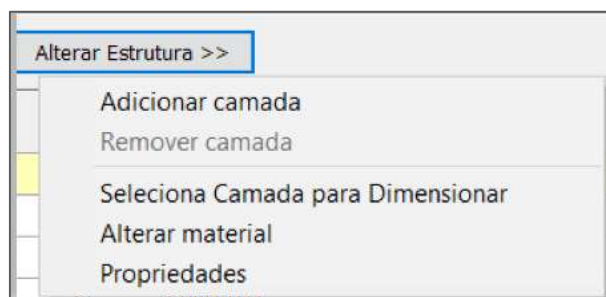 Alterar Estrutura >>
Adicionar camada
Remover camada
Seleciona Camada para Dimensionar
Alterar material
Propriedades